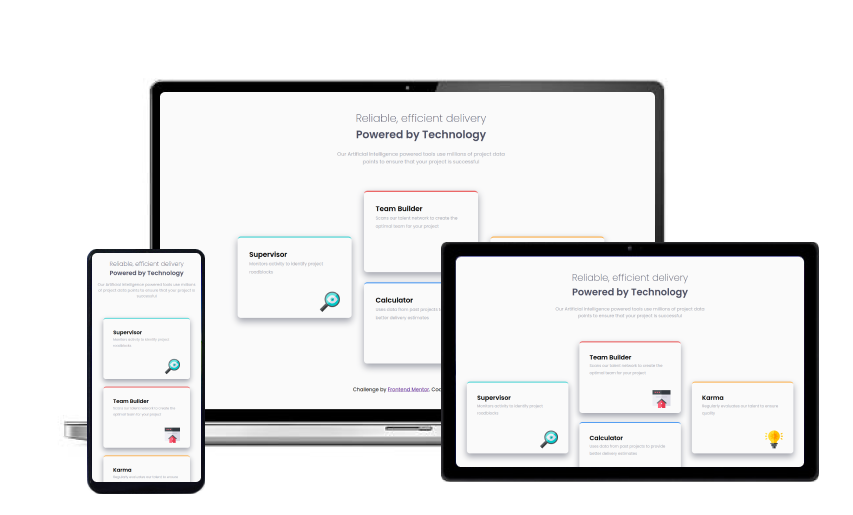 Reliable, efficient delivery
Powered by Technology
Our Artificial Intelligence powered tools use millions of project data
points to ensure that your project is successful
Team Builder
Scans our talent network to create the
optimal team for your project
Supervisor
Monitors activity to identify project
roadblocks
Calculator
Uses data from past projects
better delivery estimates
Challenge by Frontend Mentor.
Reliable, efficient delivery
Powered by Technology
Our Artificial Intelligence powered tools use millions
of project data points to ensure that your project is
successful
Supervisor
Monitors activity to identify project
roadblocks
Team Builder
Scans our talent network to create the
optimal team for your project
Karma
Regularly evaluates our talent to ensure
Reliable, efficient delivery
Powered by Technology
Our Artificial Intelligence powered tools use millions of project data
points to ensure that your project is successful
Team Builder
Scans our talent network to create the
optimal team for your project
Supervisor
Monitors activity to identify project
roadblocks
Karma
Regularly evaluates our talent to ensure
quality
Calculator
Uses data from past projects to provide
better delivery estimates